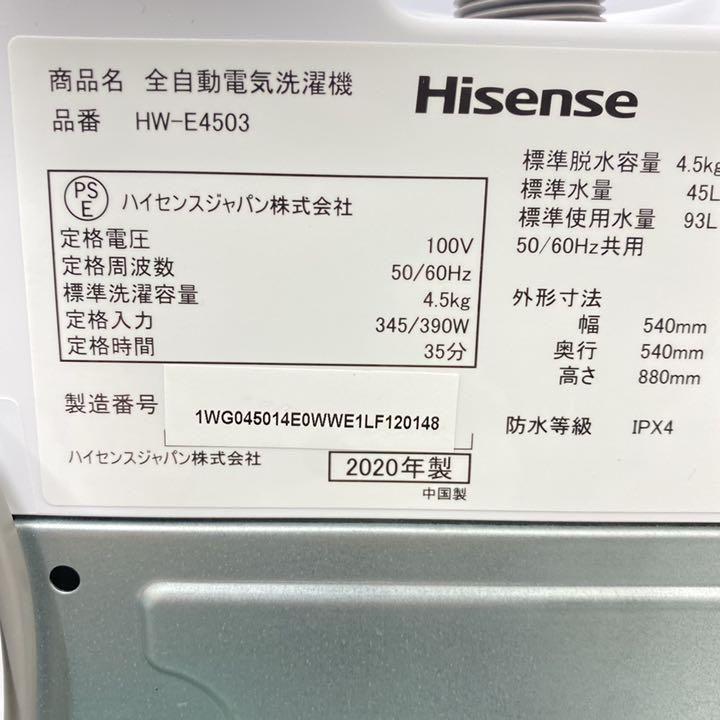 商品名 全自動電気洗濯機
Hisense
品番 HW-E4503
PS
E
ハイセンスジャパン株式会社
定格電圧 100V
定格周波数 50/60Hz
標準洗濯容量 4.5kg
定格入力 345/390W
定格時間 35分
標準脱水容量 4.5kg
標準水量 45L
標準使用水量 93L
50/60Hz共用
外形寸法
幅 540mm
奥行 540mm
高さ 880mm
製造番号 1WG045014E0WWE1LF120148
防水等級 IPX4
ハイセンスジャパン株式会社
2020年製
中国製